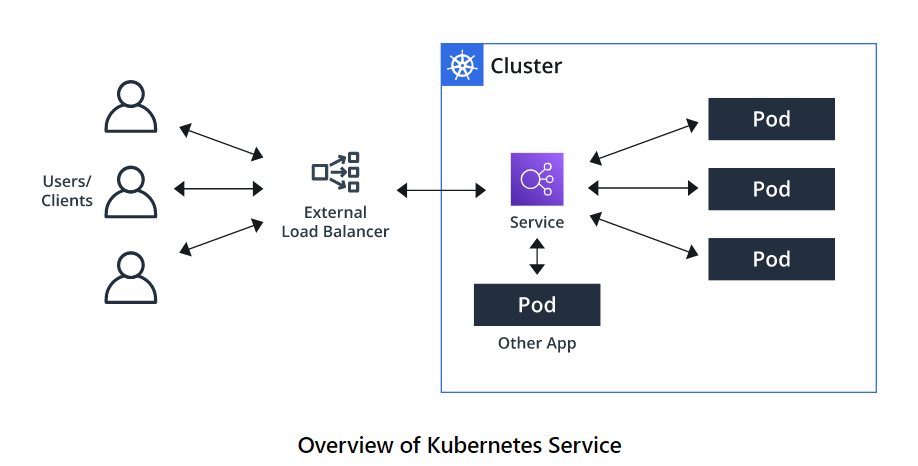 Cluster
Pod
Users/
Clients
Pod
External
Load Balancer
Service
Pod
Pod
Other App
Overview of Kubernetes Service